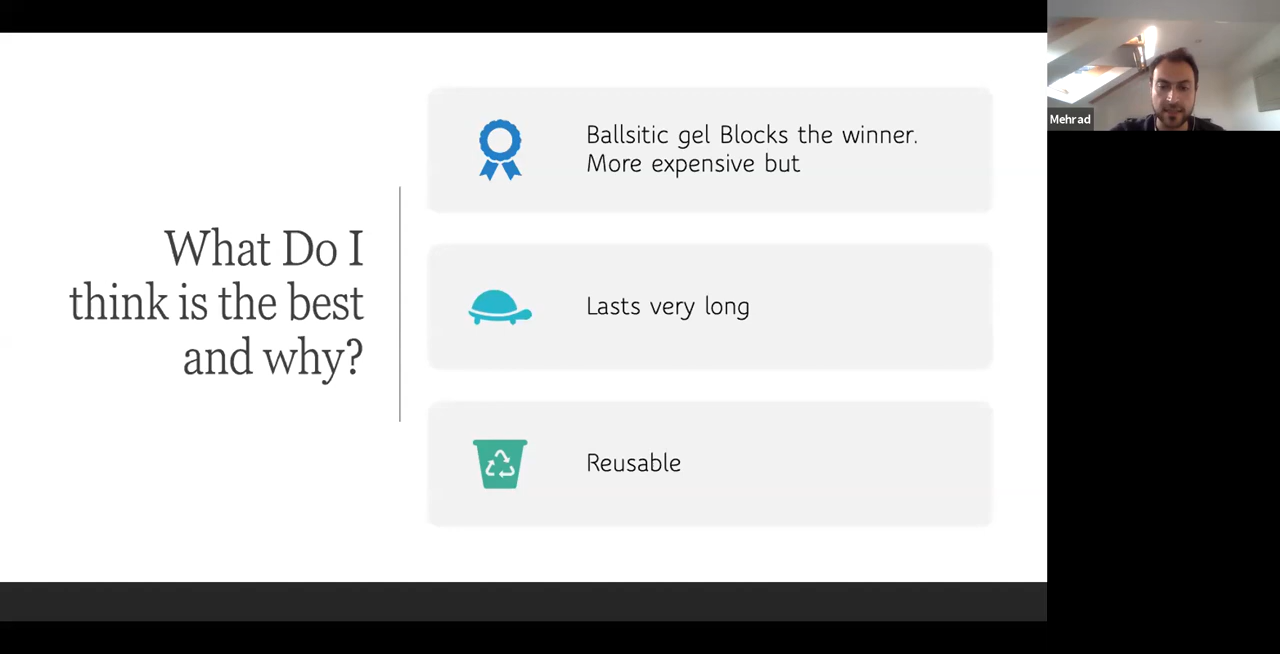 What Do I
think is the best
and why?
Ballsitic gel Blocks the winner.
More expensive but
Lasts very long
Reusable
Mehrad